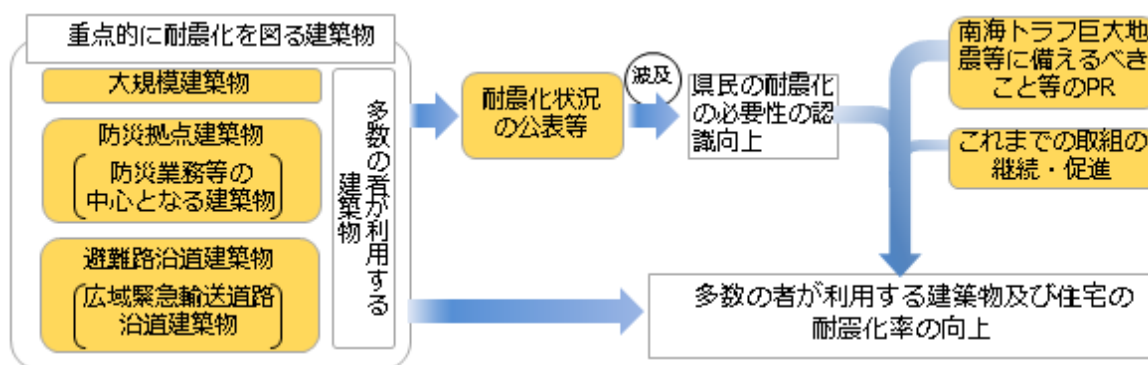 重点的に耐震化を図る建築物
大規模建築物
防災拠点建築物
防災業務等の
中心となる建築物
避難路沿道建築物
広域緊急輸送道路
沿道建築物
多数の者が利用する
建築物
耐震化状況
の公表等
波及
県民の耐震化
の必要性の認
識向上
南海トラフ巨大地
震等に備えるべき
こと等のPR
これまでの取組の
継続・促進
多数の者が利用する建築物及び住宅の
耐震化率の向上